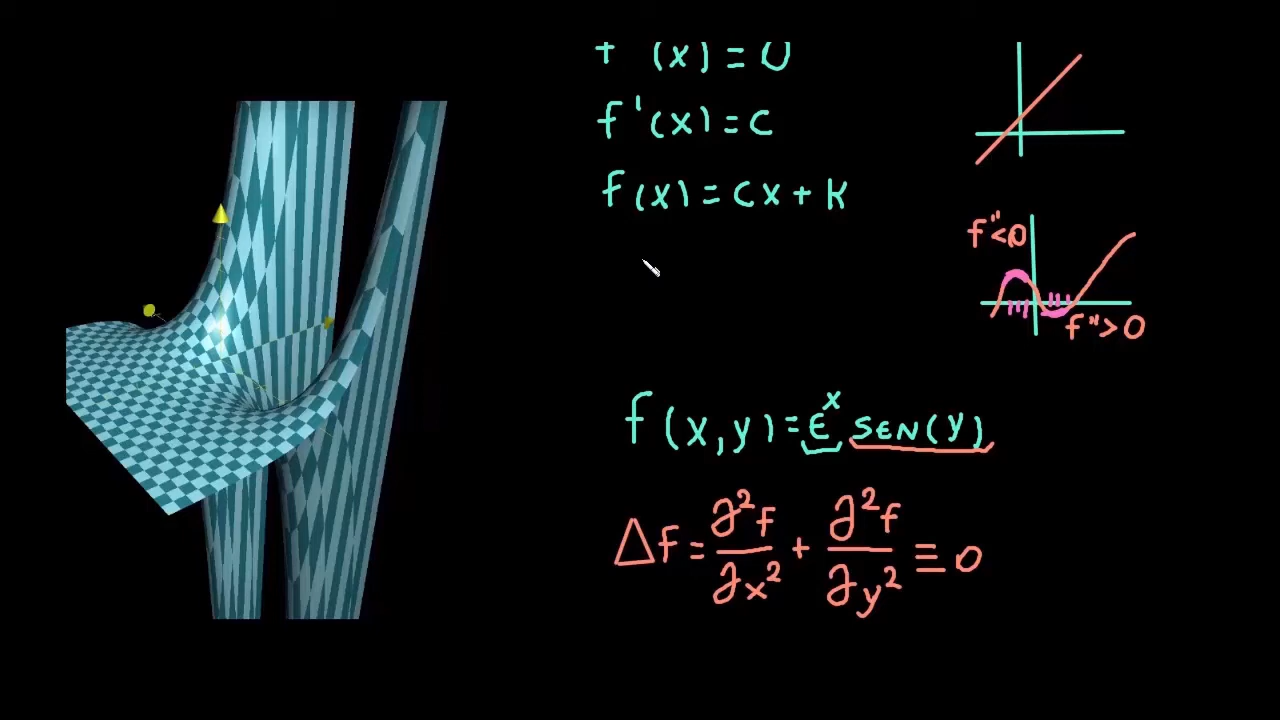 (x) = 0
f'(x) = C
f(x) = Cx + K
f''<0
f''>0
f(x,y) = e^x SEN(y)
Δf = ∂²f/∂x² + ∂²f/∂y² ≡ 0